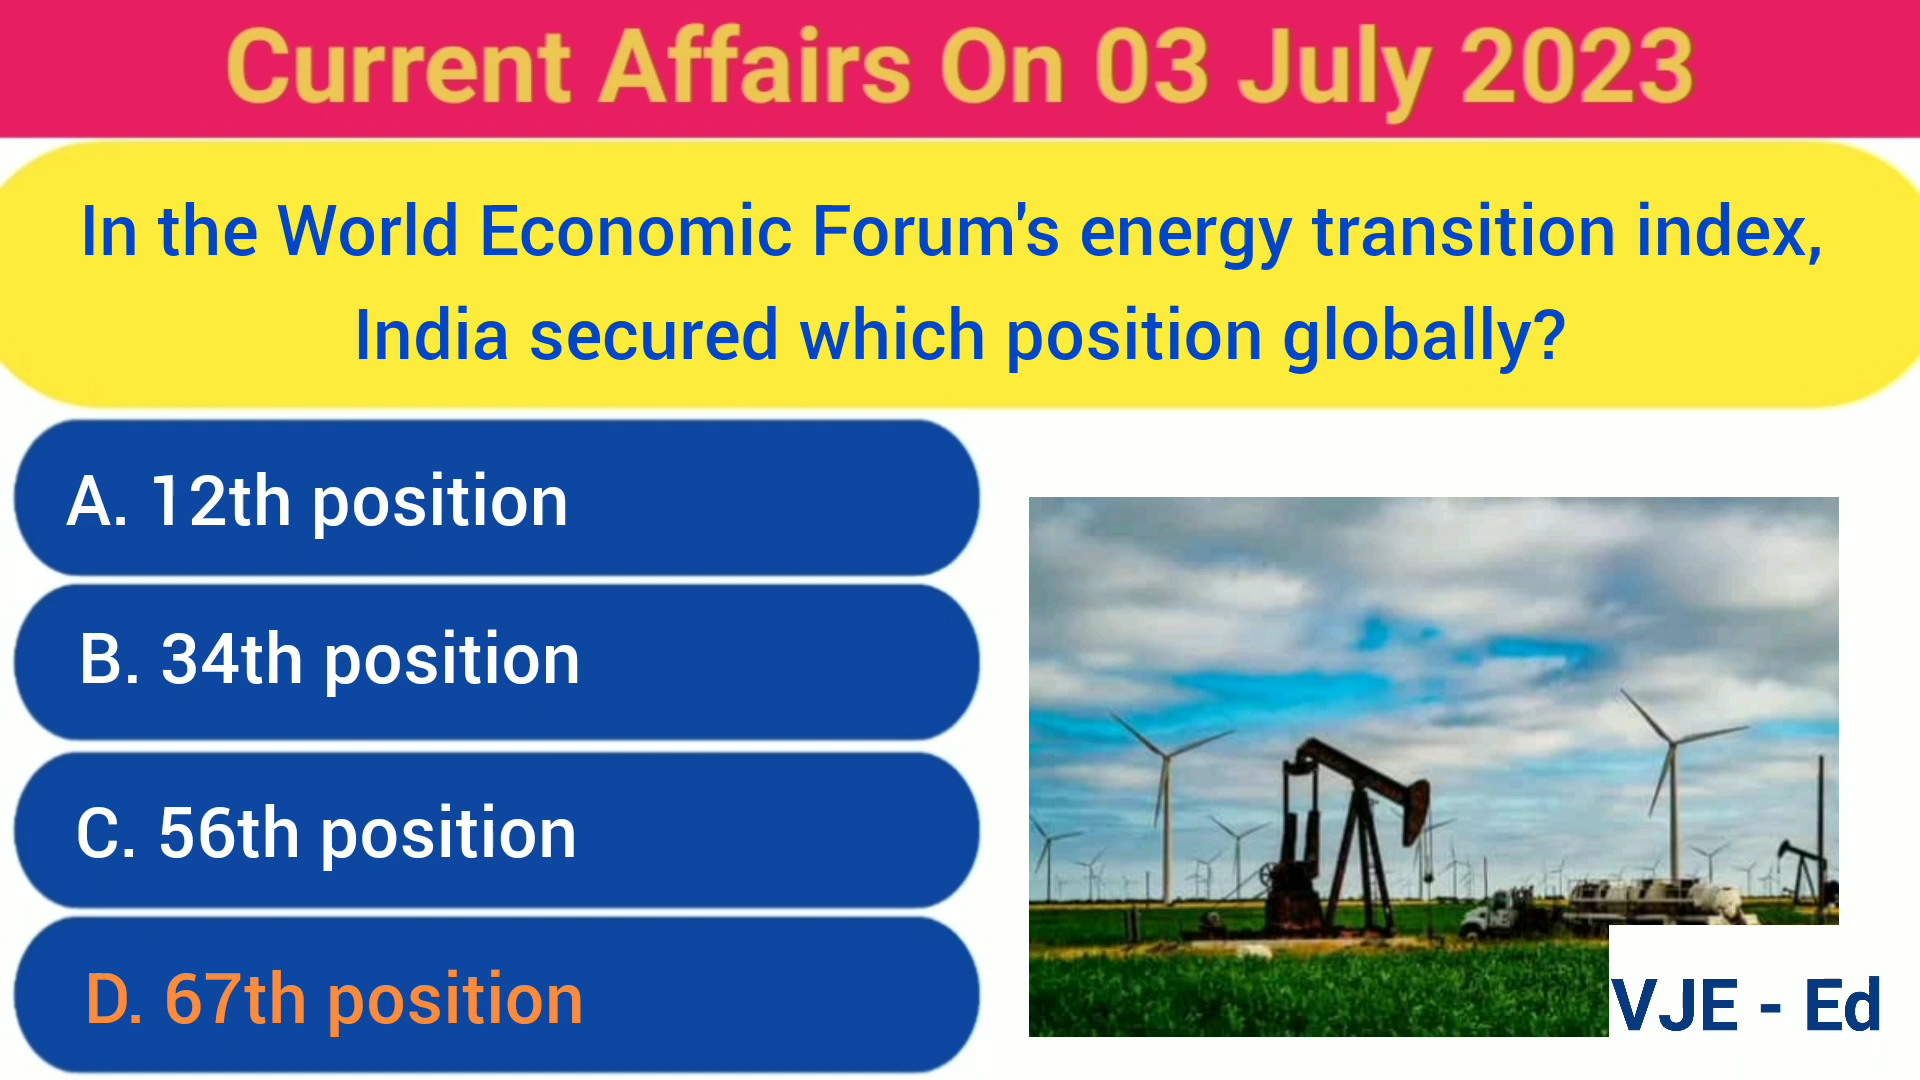 Current Affairs On 03 July 2023
In the World Economic Forum's energy transition index,
India secured which position globally?
A. 12th position
B. 34th position
C. 56th position
D. 67th position
VJE - Ed